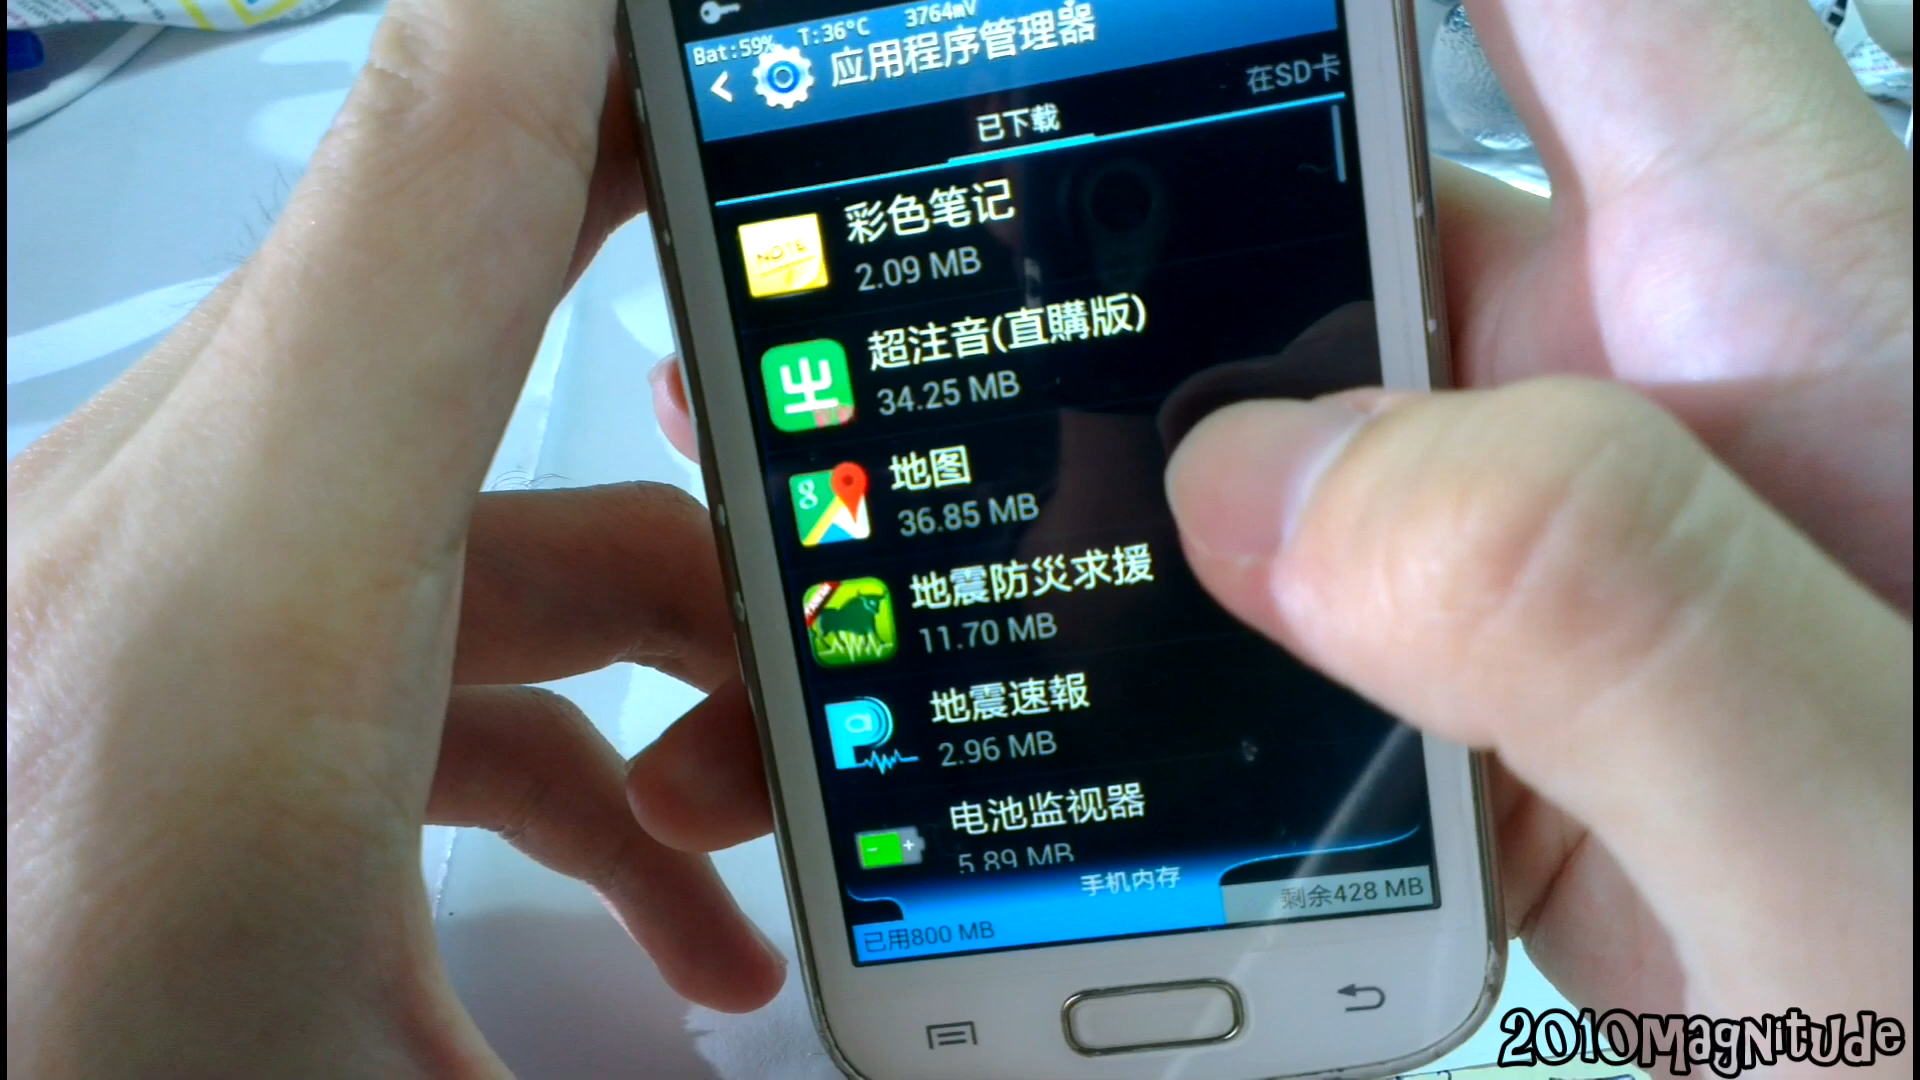 Bat:59% T:36°C 3764mV
应用程序管理器
已下载
在SD卡
NOTE
彩色笔记
2.09 MB
超注音(直購版)
34.25 MB
地图
36.85 MB
地震防災求援
11.70 MB
地震速報
2.96 MB
电池监视器
5.89 MB
手机内存
已用800 MB
剩余428 MB
2010Magnitude